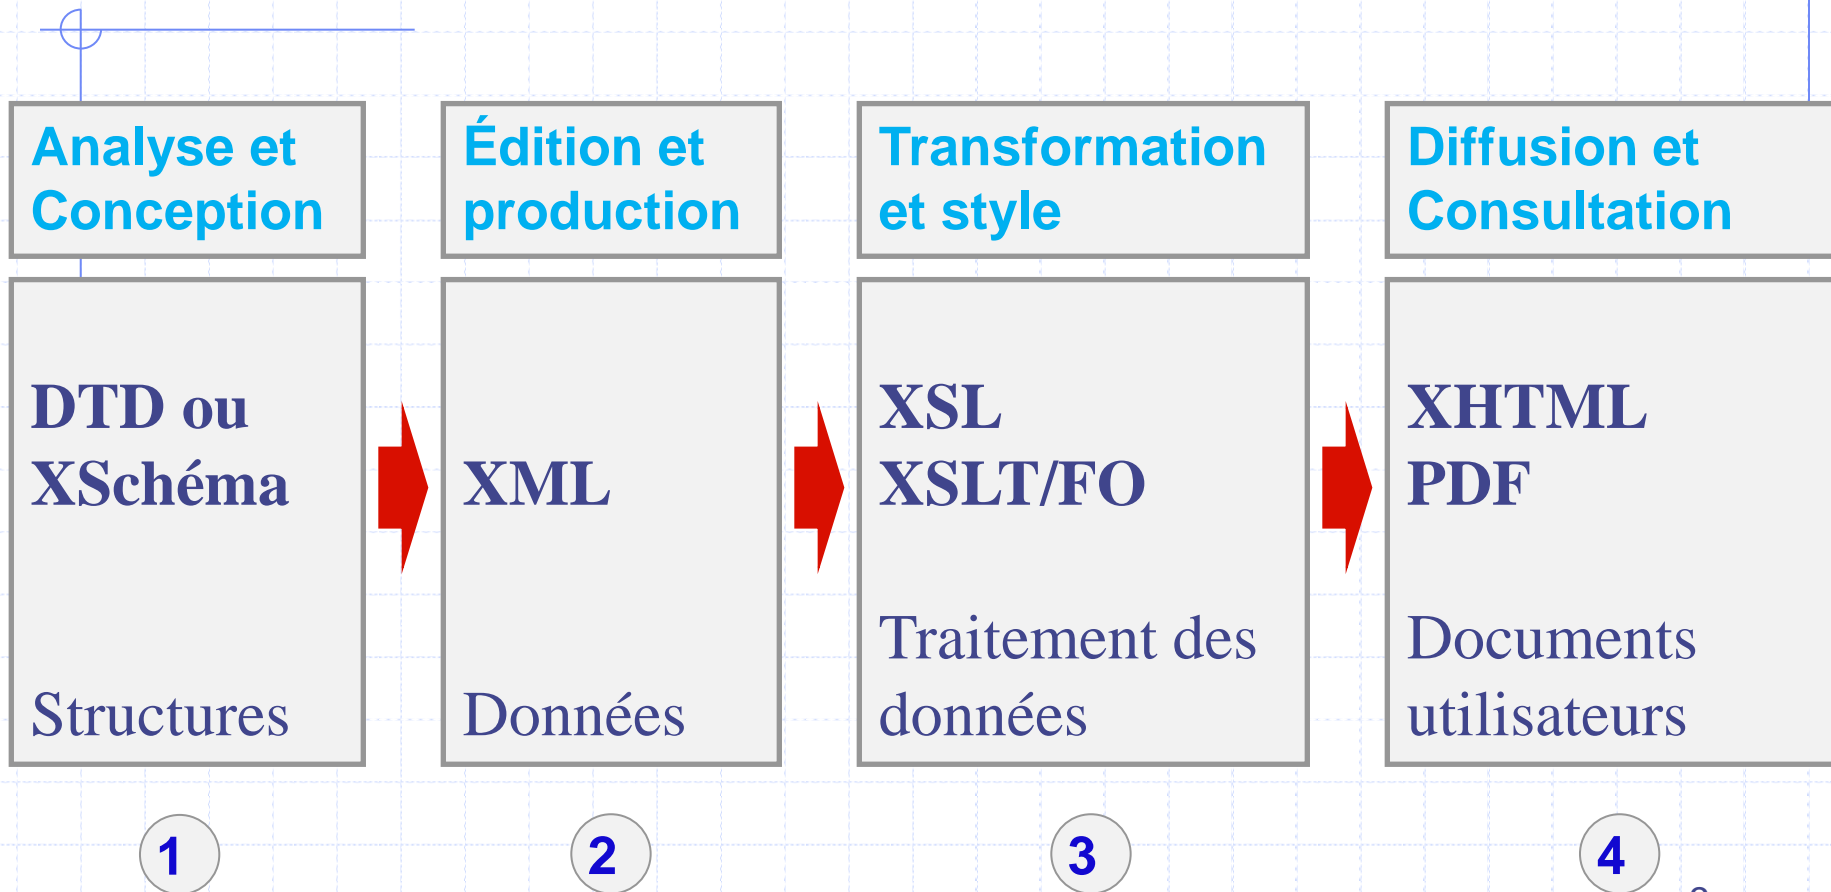 Analyse et
Conception
Édition et
production
Transformation
et style
Diffusion et
Consultation
DTD ou
XSchéma
Structures
XML
Données
XSL
XSLT/FO
Traitement des
données
XHTML
PDF
Documents
utilisateurs
1
2
3
4